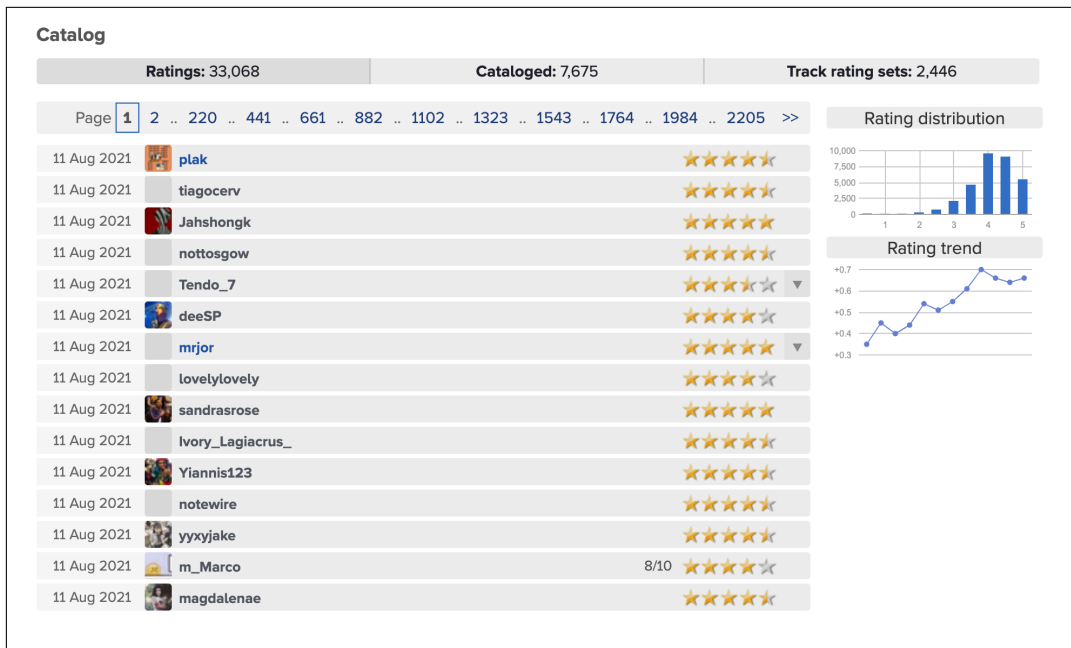 Catalog
Ratings: 33,068 Cataloged: 7,675 Track rating sets: 2,446
Page 1 2 .. 220 .. 441 .. 661 .. 882 .. 1102 .. 1323 .. 1543 .. 1764 .. 1984 .. 2205 >>
11 Aug 2021 plak
11 Aug 2021 tiagocerv
11 Aug 2021 Jahshongk
11 Aug 2021 nottosgow
11 Aug 2021 Tendo_7
11 Aug 2021 deeSP
11 Aug 2021 mrjor
11 Aug 2021 lovelylovely
11 Aug 2021 sandrasrose
11 Aug 2021 Ivory_Lagiacrus_
11 Aug 2021 Yiannis123
11 Aug 2021 notewire
11 Aug 2021 yyxyjake
11 Aug 2021 m_Marco 8/10
11 Aug 2021 magdalenae
Rating distribution
10,000
7,500
5,000
2,500
0
1 2 3 4 5
Rating trend
+0.7
+0.6
+0.5
+0.4
+0.3